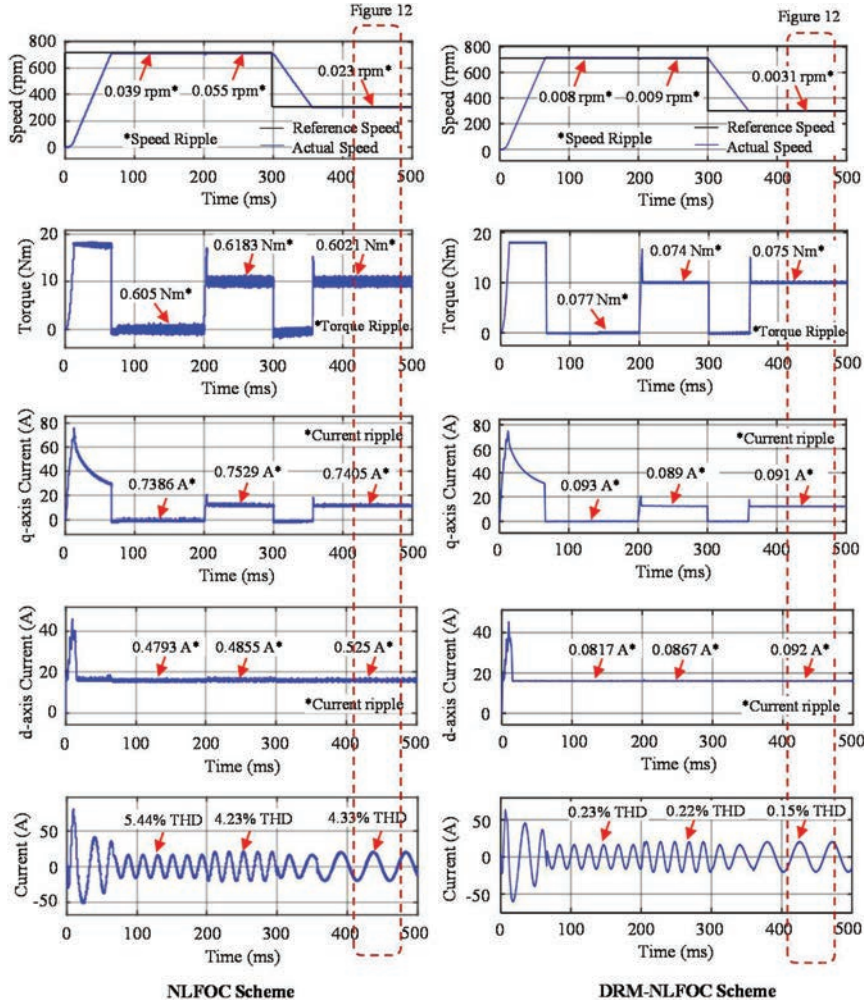 Figure 12
800
600
400
200
0
Speed (rpm)
0.039 rpm*
0.055 rpm*
0.023 rpm*
*Speed Ripple
Reference Speed
Actual Speed
0 100 200 300 400 500
Time (ms)
20
10
0
Torque (Nm)
0.605 Nm*
0.6183 Nm*
0.6021 Nm*
*Torque Ripple
0 100 200 300 400 500
Time (ms)
80
60
40
20
0
q-axis Current (A)
*Current ripple
0.7386 A*
0.7529 A*
0.7405 A*
0 100 200 300 400 500
Time (ms)
40
20
0
d-axis Current (A)
0.4793 A*
0.4855 A*
0.525 A*
*Current ripple
0 100 200 300 400 500
Time (ms)
50
0
-50
Current (A)
5.44% THD
4.23% THD
4.33% THD
0 100 200 300 400 500
Time (ms)
NLFOC Scheme
Figure 12
800
600
400
200
0
Speed (rpm)
0.008 rpm*
0.009 rpm*
0.0031 rpm*
*Speed Ripple
Reference Speed
Actual Speed
0 100 200 300 400 500
Time (ms)
20
10
0
Torque (Nm)
0.077 Nm*
0.074 Nm*
0.075 Nm*
*Torque Ripple
0 100 200 300 400 500
Time (ms)
80
60
40
20
0
q-axis Current (A)
*Current ripple
0.093 A*
0.089 A*
0.091 A*
0 100 200 300 400 500
Time (ms)
40
20
0
d-axis Current (A)
0.0817 A*
0.0867 A*
0.092 A*
*Current ripple
0 100 200 300 400 500
Time (ms)
50
0
-50
Current (A)
0.23% THD
0.22% THD
0.15% THD
0 100 200 300 400 500
Time (ms)
DRM-NLFOC Scheme